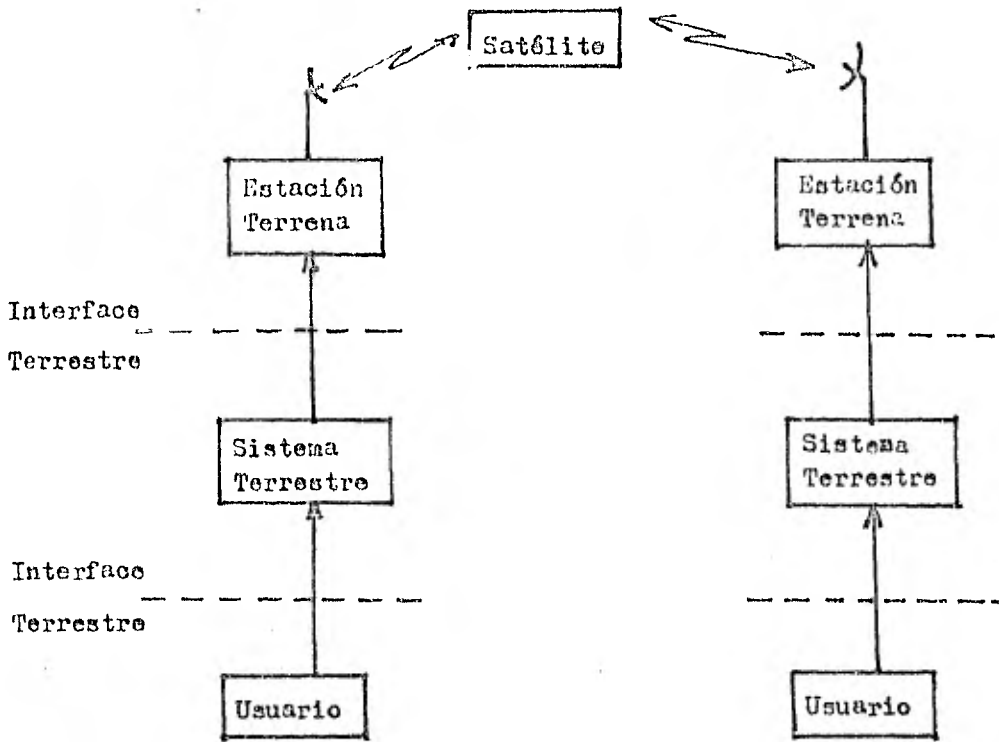 Satélite
Estación
Terrena
Estación
Terrena
Interface
Terrestre
Sistema
Terrestre
Sistema
Terrestre
Interface
Terrestre
Usuario
Usuario